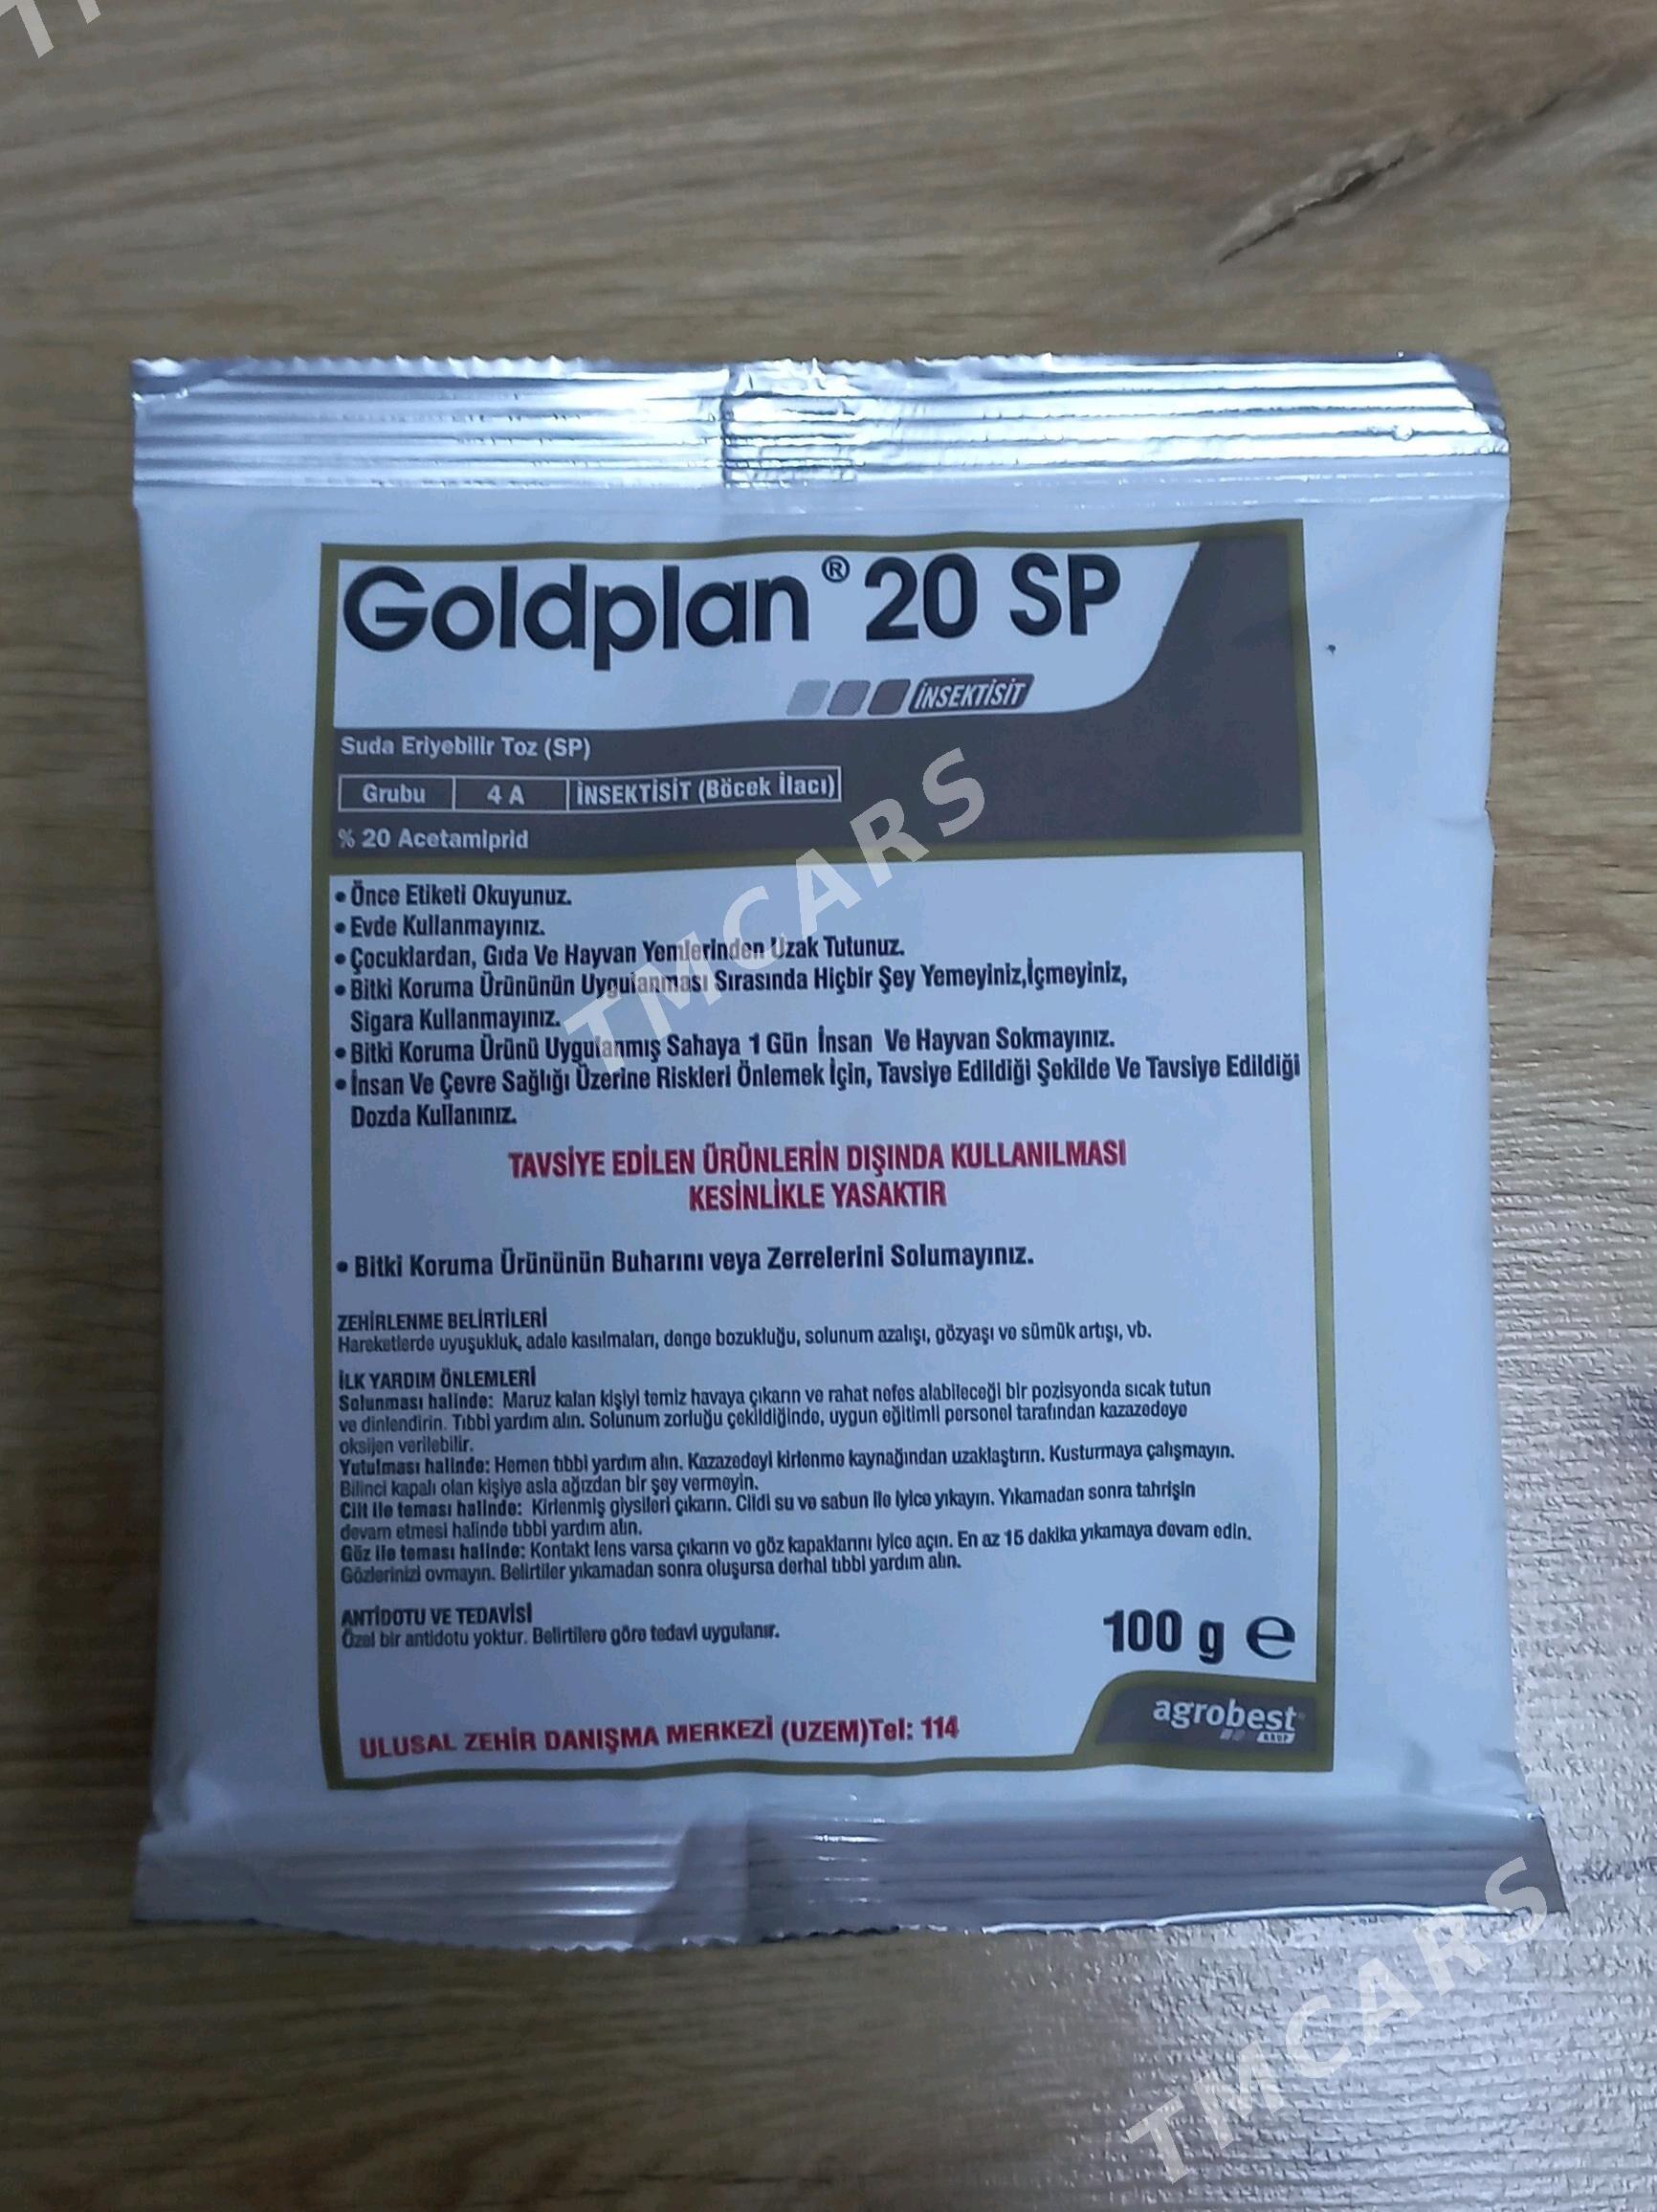 Goldplan® 20 SP
İNSEKTİSİT
Suda Eriyebilir Toz (SP)
Grubu 4 A İNSEKTİSİT (Böcek İlacı)
% 20 Acetamiprid
• Önce Etiketi Okuyunuz.
• Evde Kullanmayınız.
• Çocuklardan, Gıda Ve Hayvan Yemlerinden Uzak Tutunuz.
• Bitki Koruma Ürününün Uygulanması Sırasında Hiçbir Şey Yemeyiniz,İçmeyiniz,
Sigara Kullanmayınız.
• Bitki Koruma Ürünü Uygulanmış Sahaya 1 Gün İnsan Ve Hayvan Sokmayınız.
• İnsan Ve Çevre Sağlığı Üzerine Riskleri Önlemek İçin, Tavsiye Edildiği Şekilde Ve Tavsiye Edildiği
Dozda Kullanınız.
TAVSİYE EDİLEN ÜRÜNLERİN DIŞINDA KULLANILMASI
KESİNLİKLE YASAKTIR
• Bitki Koruma Ürününün Buharını veya Zerrelerini Solumayınız.
ZEHİRLENME BELİRTİLERİ
Hareketlerde uyuşukluk, adale kasılmaları, denge bozukluğu, solunum azalışı, gözyaşı ve sümük artışı, vb.
İLK YARDIM ÖNLEMLERİ
Solunması halinde: Maruz kalan kişiyi temiz havaya çıkarın ve rahat nefes alabileceği bir pozisyonda sıcak tutun
ve dinlendirin. Tıbbi yardım alın. Solunum zorluğu çekildiğinde, uygun eğitimli personel tarafından kazazedeye
oksijen verilebilir.
Yutulması halinde: Hemen tıbbi yardım alın. Kazazedeyi kirlenme kaynağından uzaklaştırın. Kusturmaya çalışmayın.
Bilinci kapalı olan kişiye asla ağızdan bir şey vermeyin.
Cilt ile teması halinde: Kirlenmiş giysileri çıkarın. Cildi su ve sabun ile iyice yıkayın. Yıkamadan sonra tahrişin
devam etmesi halinde tıbbi yardım alın.
Göz ile teması halinde: Kontakt lens varsa çıkarın ve göz kapaklarını iyice açın. En az 15 dakika yıkamaya devam edin.
Gözlerinizi ovmayın. Belirtiler yıkamadan sonra oluşursa derhal tıbbi yardım alın.
ANTİDOTU VE TEDAVİSİ
Özel bir antidotu yoktur. Belirtilere göre tedavi uygulanır.
100 g ℮
agrobest
GRUP
ULUSAL ZEHİR DANIŞMA MERKEZİ (UZEM)Tel: 114
TMCARS
TMCARS